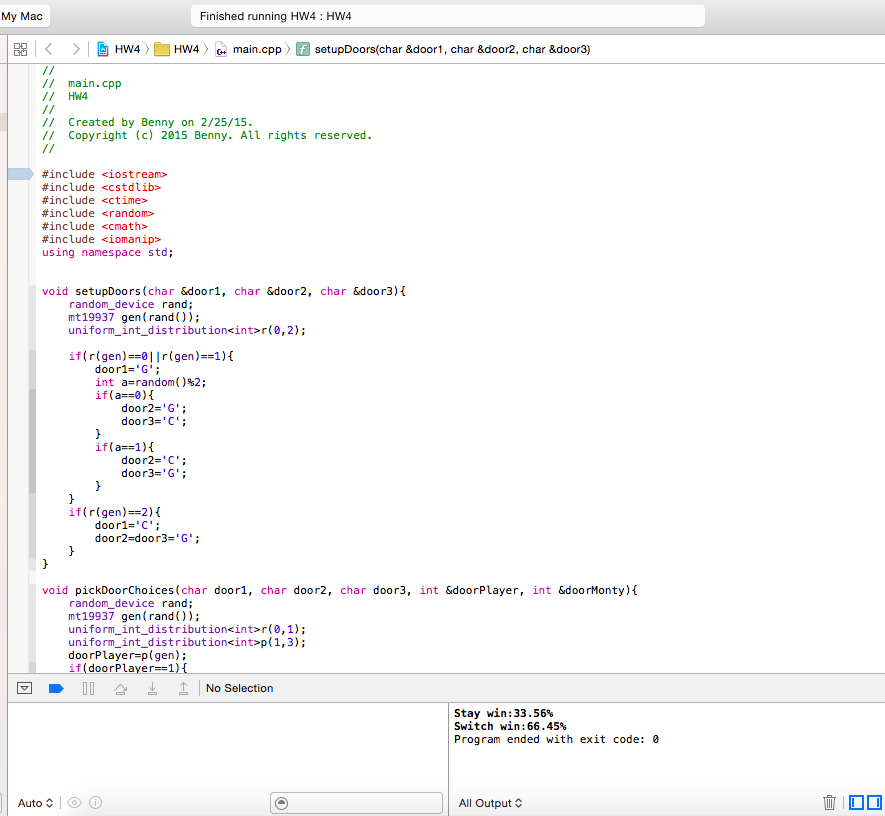 My Mac
Finished running HW4 : HW4
HW4 HW4 main.cpp setupDoors(char &door1, char &door2, char &door3)
//
//  main.cpp
//  HW4
//
//  Created by Benny on 2/25/15.
//  Copyright (c) 2015 Benny. All rights reserved.
//
#include <iostream>
#include <cstdlib>
#include <ctime>
#include <random>
#include <cmath>
#include <iomanip>
using namespace std;
void setupDoors(char &door1, char &door2, char &door3){
    random_device rand;
    mt19937 gen(rand());
    uniform_int_distribution<int>r(0,2);
    if(r(gen)==0||r(gen)==1){
        door1='G';
        int a=random()%2;
        if(a==0){
            door2='G';
            door3='C';
        }
        if(a==1){
            door2='C';
            door3='G';
        }
    }
    if(r(gen)==2){
        door1='C';
        door2=door3='G';
    }
}
void pickDoorChoices(char door1, char door2, char door3, int &doorPlayer, int &doorMonty){
    random_device rand;
    mt19937 gen(rand());
    uniform_int_distribution<int>r(0,1);
    uniform_int_distribution<int>p(1,3);
    doorPlayer=p(gen);
    if(doorPlayer==1){
No Selection
Stay win:33.56%
Switch win:66.45%
Program ended with exit code: 0
Auto
All Output